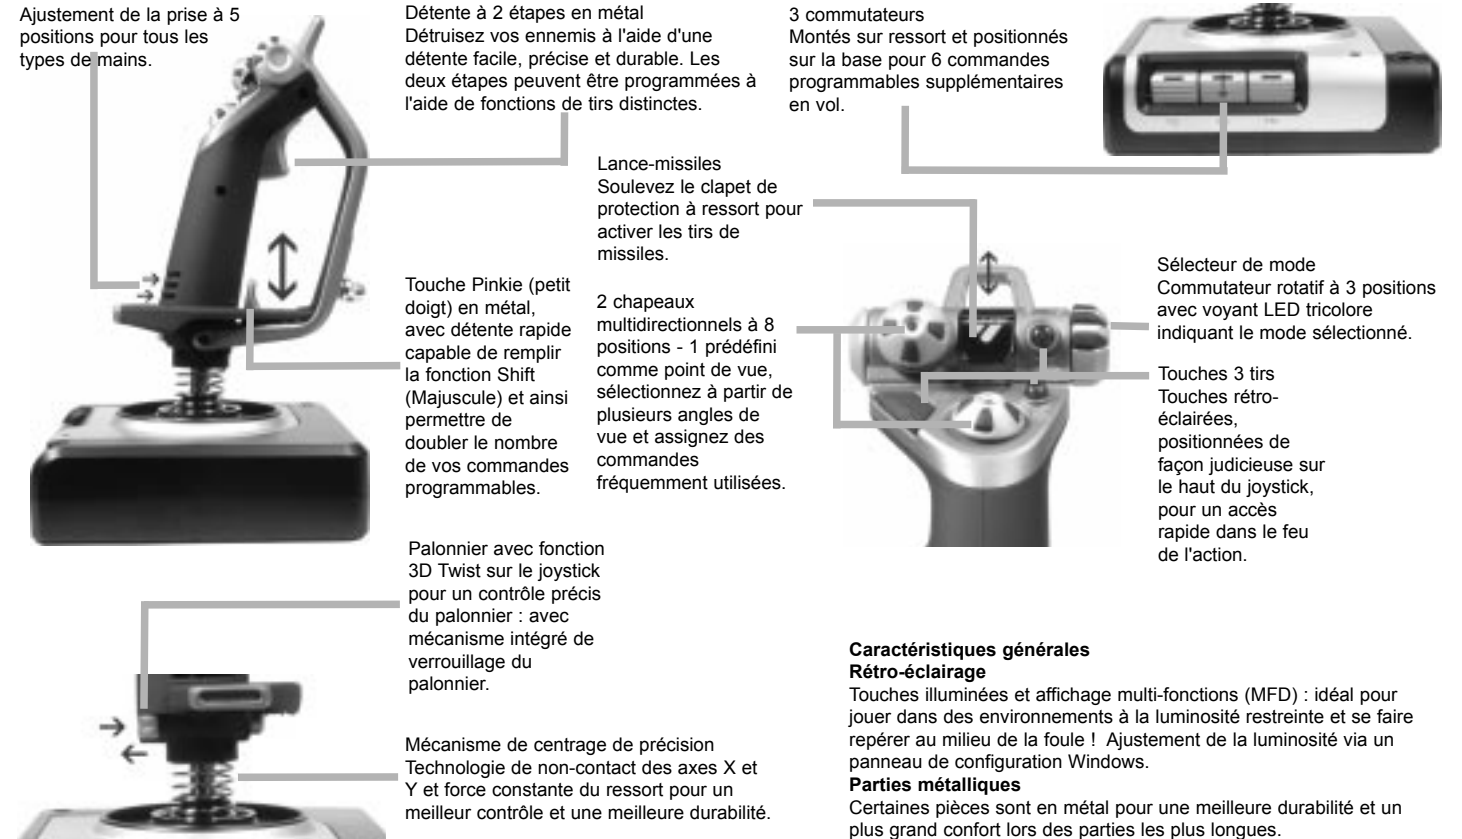 Ajustement de la prise à 5
positions pour tous les
types de mains.
Détente à 2 étapes en métal
Détruisez vos ennemis à l'aide d'une
détente facile, précise et durable. Les
deux étapes peuvent être programmées à
l'aide de fonctions de tirs distinctes.
3 commutateurs
Montés sur ressort et positionnés
sur la base pour 6 commandes
programmables supplémentaires
en vol.
Lance-missiles
Soulevez le clapet de
protection à ressort pour
activer les tirs de
missiles.
Sélecteur de mode
Commutateur rotatif à 3 positions
avec voyant LED tricolore
indiquant le mode sélectionné.
Touche Pinkie (petit
doigt) en métal,
avec détente rapide
capable de remplir
la fonction Shift
(Majuscule) et ainsi
permettre de
doubler le nombre
de vos commandes
programmables.
2 chapeaux
multidirectionnels à 8
positions - 1 prédéfini
comme point de vue,
sélectionnez à partir de
plusieurs angles de
vue et assignez des
commandes
fréquemment utilisées.
Touches 3 tirs
Touches rétro-
éclairées,
positionnées de
façon judicieuse sur
le haut du joystick,
pour un accès
rapide dans le feu
de l'action.
Palonnier avec fonction
3D Twist sur le joystick
pour un contrôle précis
du palonnier : avec
mécanisme intégré de
verrouillage du
palonnier.
Mécanisme de centrage de précision
Technologie de non-contact des axes X et
Y et force constante du ressort pour un
meilleur contrôle et une meilleure durabilité.
Caractéristiques générales
Rétro-éclairage
Touches illuminées et affichage multi-fonctions (MFD) : idéal pour
jouer dans des environnements à la luminosité restreinte et se faire
repérer au milieu de la foule ! Ajustement de la luminosité via un
panneau de configuration Windows.
Parties métalliques
Certaines pièces sont en métal pour une meilleure durabilité et un
plus grand confort lors des parties les plus longues.